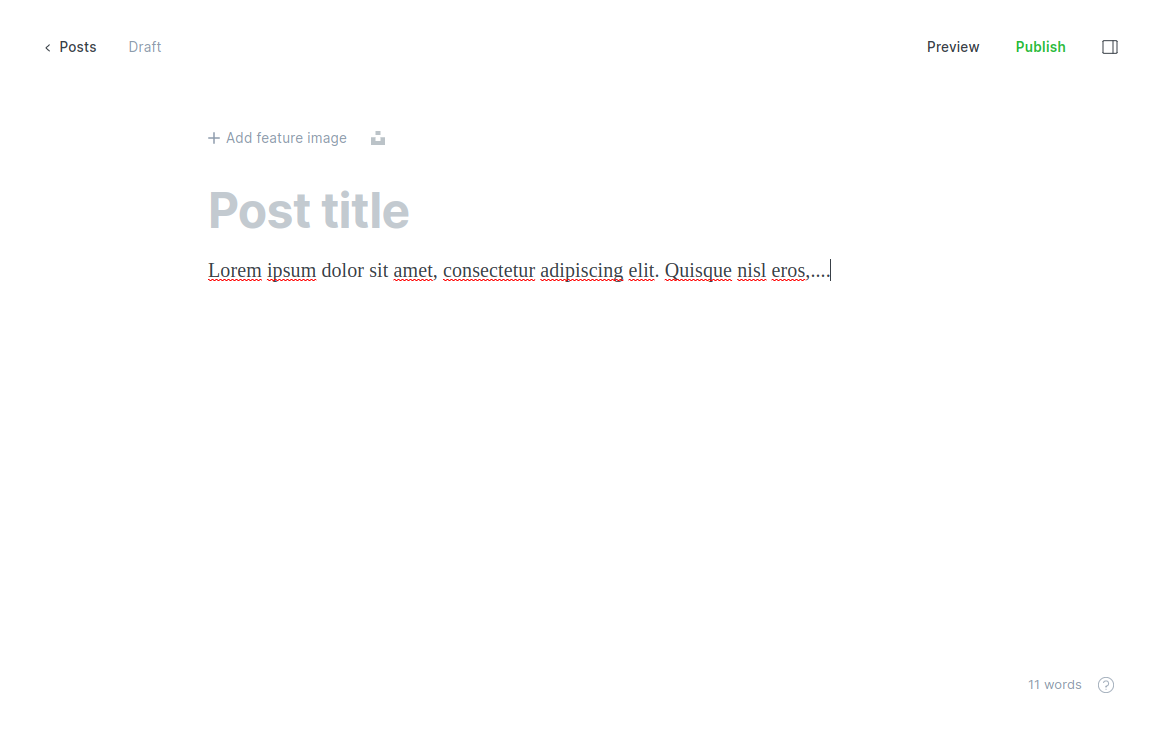 Posts
Draft
Preview
Publish
Add feature image
Post title
Lorem ipsum dolor sit amet, consectetur adipiscing elit. Quisque nisl eros,....
11 words